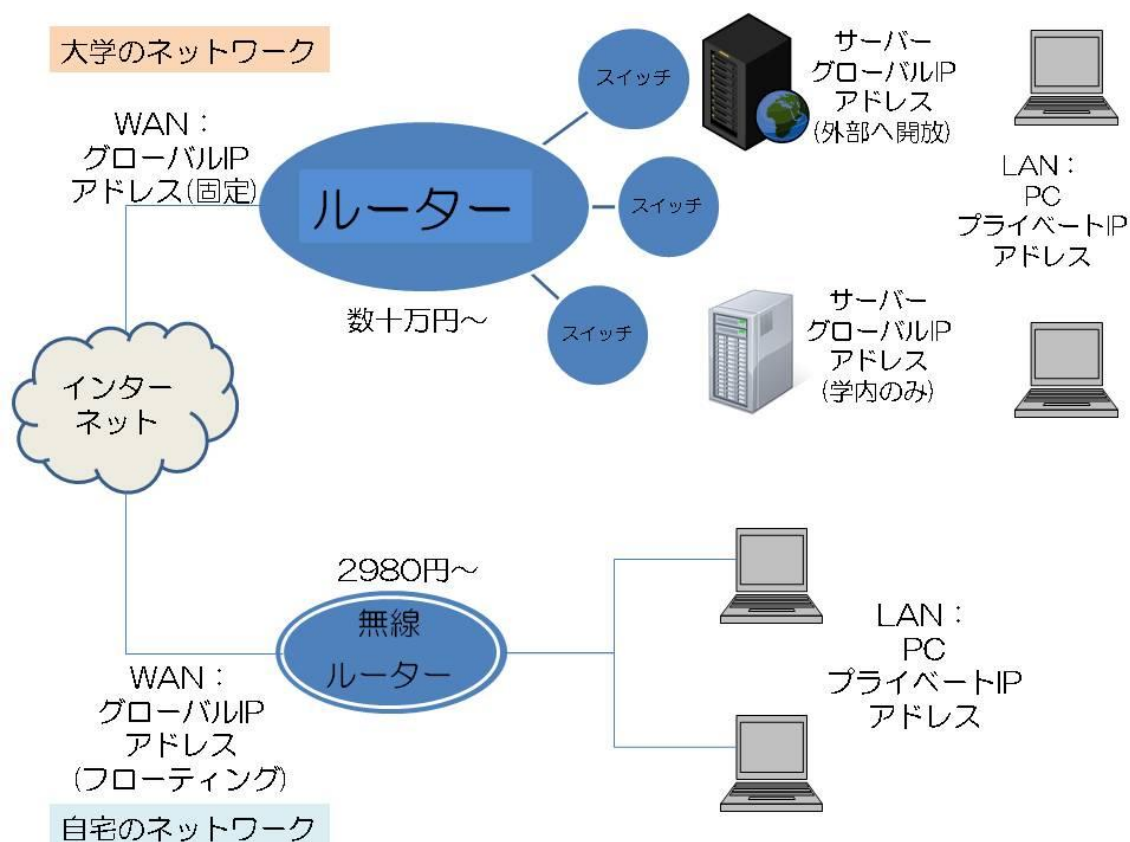 大学のネットワーク
WAN：
グローバルIP
アドレス(固定)
ルーター
数十万円～
スイッチ
スイッチ
スイッチ
サーバー
グローバルIP
アドレス
(外部へ開放)
サーバー
グローバルIP
アドレス
(学内のみ)
LAN：
PC
プライベートIP
アドレス
インター
ネット
2980円～
無線
ルーター
WAN：
グローバルIP
アドレス
(フローティング)
LAN：
PC
プライベートIP
アドレス
自宅のネットワーク